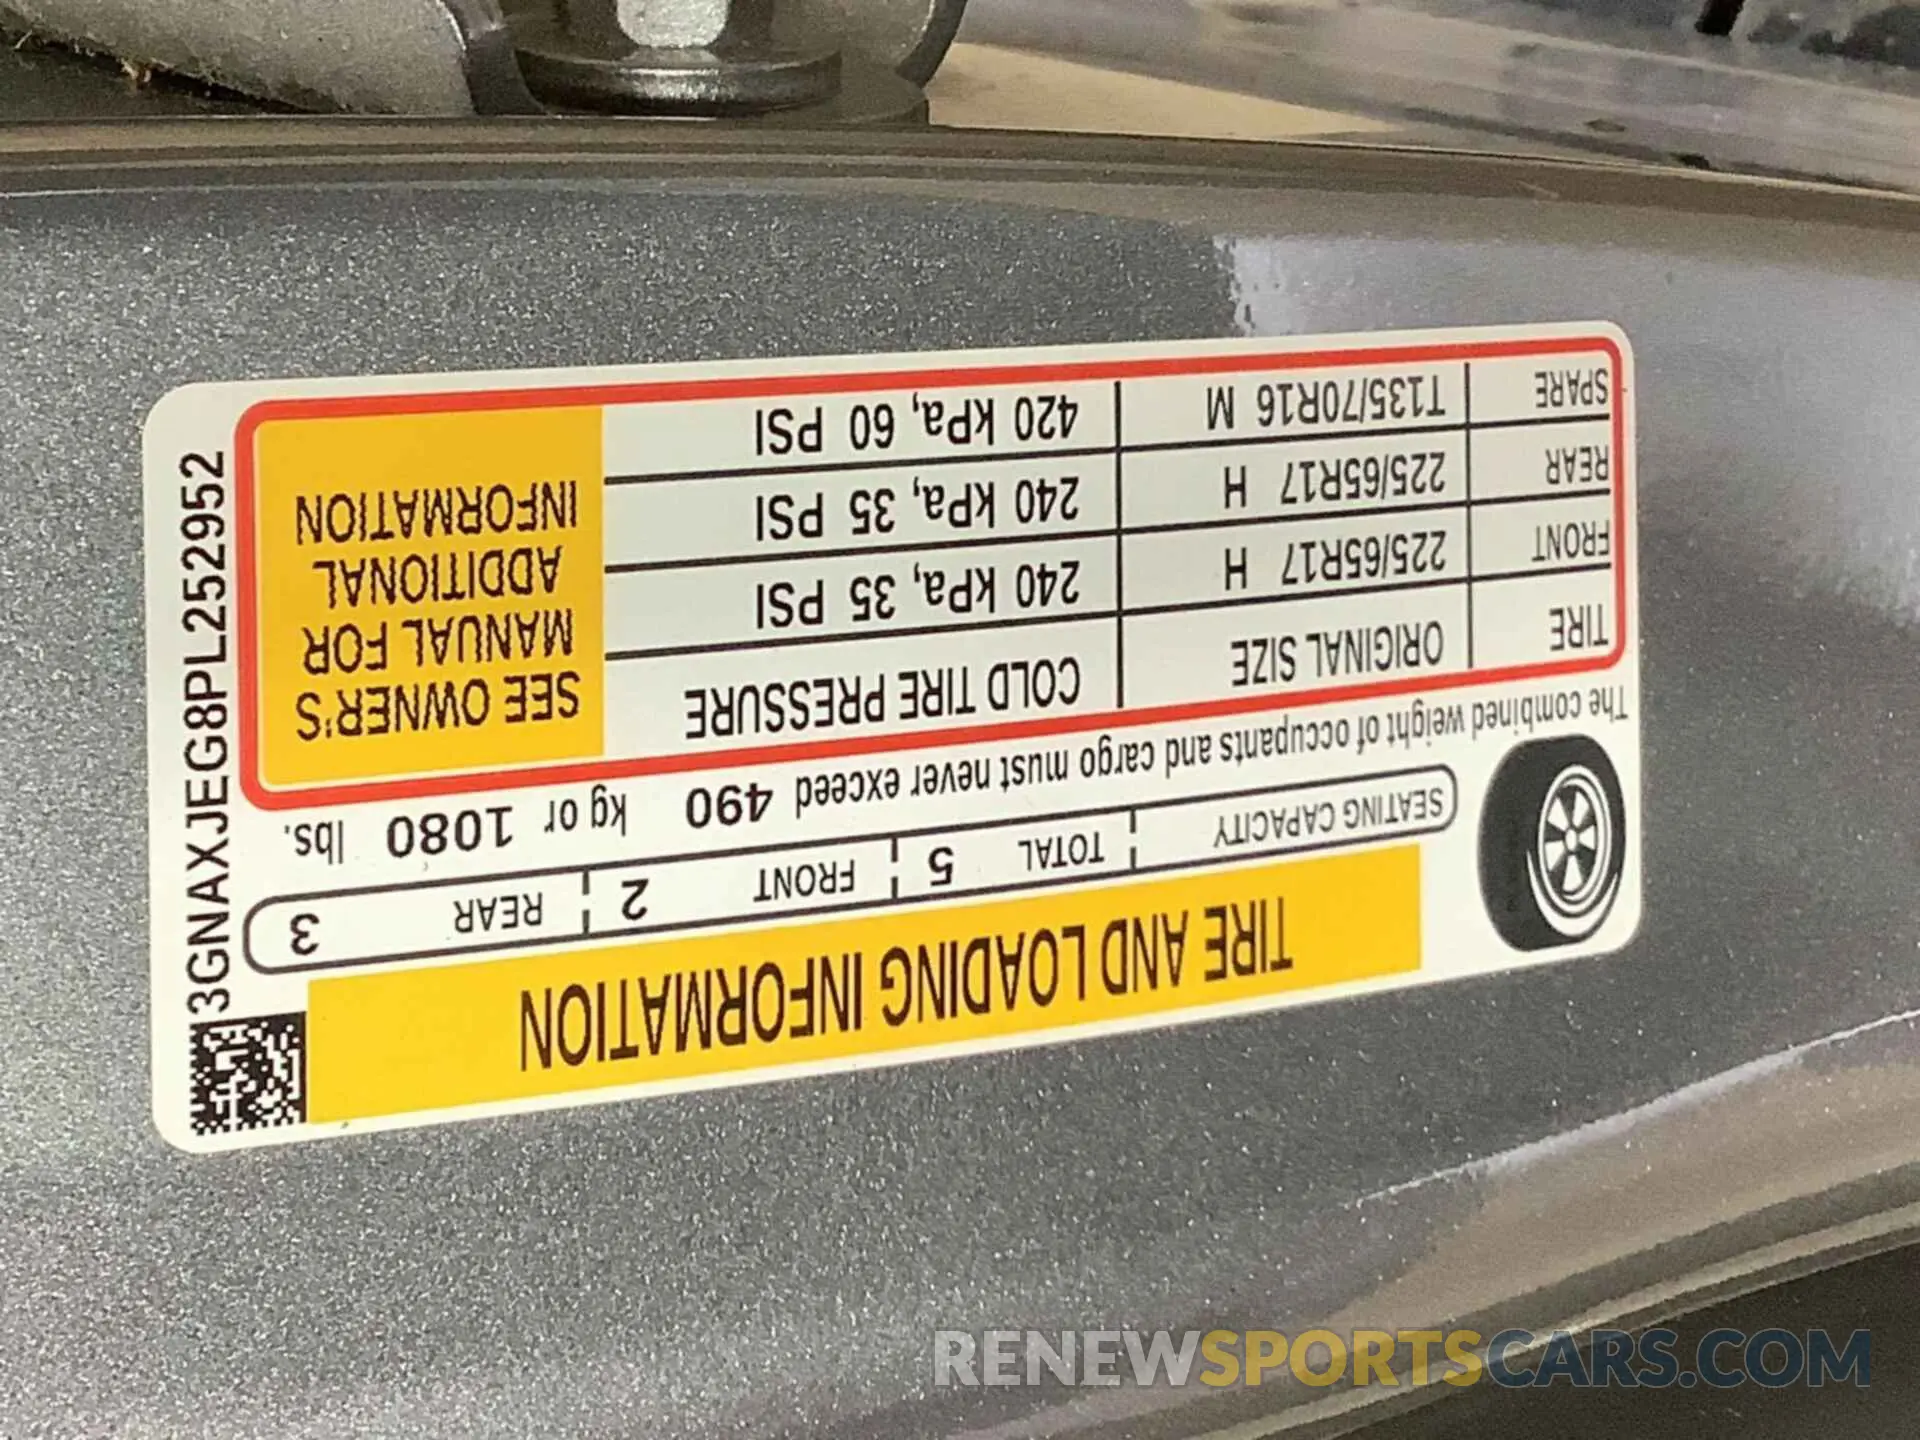 TIRE AND LOADING INFORMATION
SEATING CAPACITY TOTAL 5 FRONT 2 REAR 3
The combined weight of occupants and cargo must never exceed 490 kg or 1080 lbs.
TIRE ORIGINAL SIZE COLD TIRE PRESSURE
FRONT 225/65R17 H 240 kPa, 35 PSI
REAR 225/65R17 H 240 kPa, 35 PSI
SPARE T135/70R16 M 420 kPa, 60 PSI
SEE OWNER'S
MANUAL FOR
ADDITIONAL
INFORMATION
3GNAXJEG8PL252952
RENEWSPORTSCARS.COM